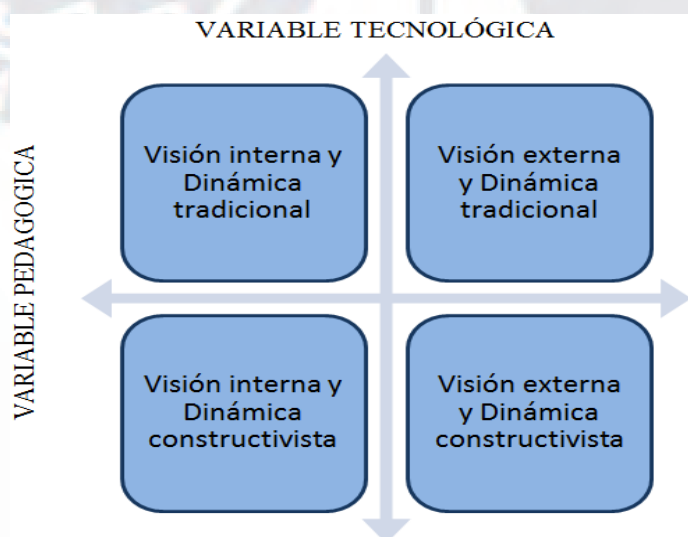 VARIABLE TECNOLÓGICA
VARIABLE PEDAGOGICA
Visión interna y
Dinámica
tradicional
Visión externa
y Dinámica
tradicional
Visión interna y
Dinámica
constructivista
Visión externa
y Dinámica
constructivista